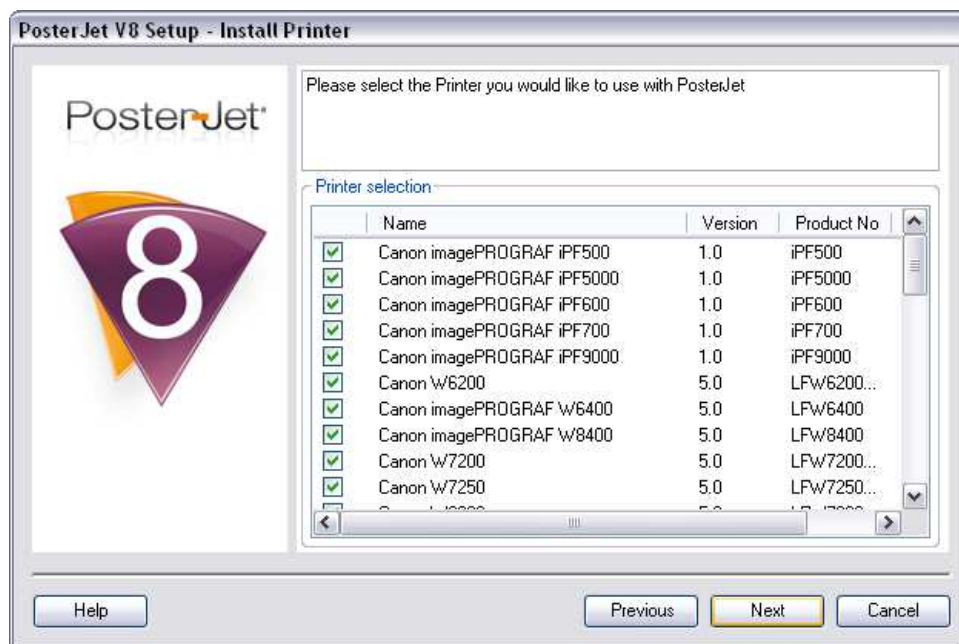 PosterJet V8 Setup - Install Printer
PosterJet
8
Please select the Printer you would like to use with PosterJet
Printer selection
Name Version Product No
Canon imagePROGRAF iPF500 1.0 iPF500
Canon imagePROGRAF iPF5000 1.0 iPF5000
Canon imagePROGRAF iPF600 1.0 iPF600
Canon imagePROGRAF iPF700 1.0 iPF700
Canon imagePROGRAF iPF9000 1.0 iPF9000
Canon W6200 5.0 LFW6200...
Canon imagePROGRAF W6400 5.0 LFW6400
Canon imagePROGRAF W8400 5.0 LFW8400
Canon W7200 5.0 LFW7200...
Canon W7250 5.0 LFW7250...
Help Previous Next Cancel